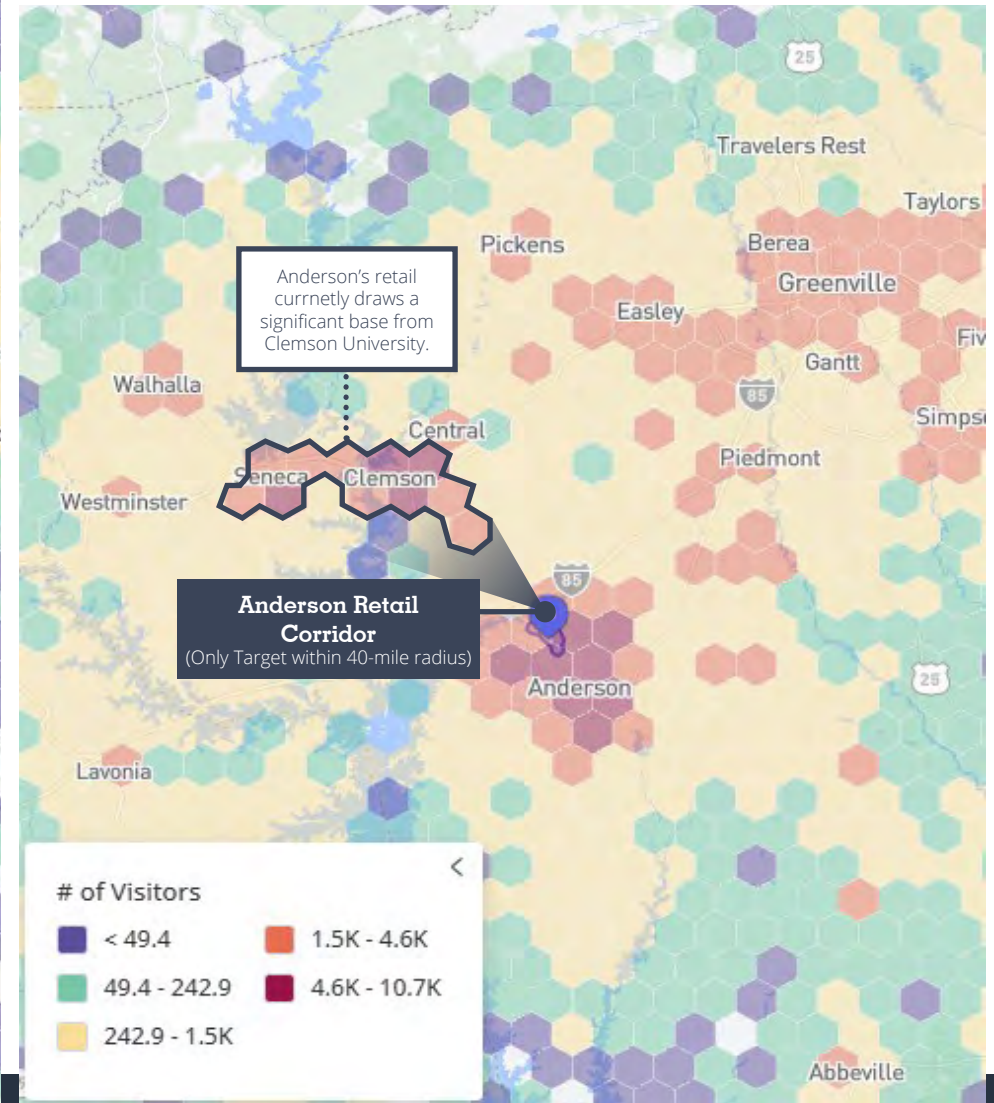 25
Travelers Rest
Taylors
Pickens
Berea
Anderson's retail
currnetly draws a
significant base from
Clemson University.
Greenville
Easley
Gantt
Walhalla
85
Central
Seneca
Clemson
Piedmont
Westminster
85
Anderson Retail
Corridor
(Only Target within 40-mile radius)
Anderson
25
Lavonia
<
# of Visitors
< 49.4
1.5K - 4.6K
49.4 - 242.9
4.6K - 10.7K
242.9 - 1.5K
Abbeville